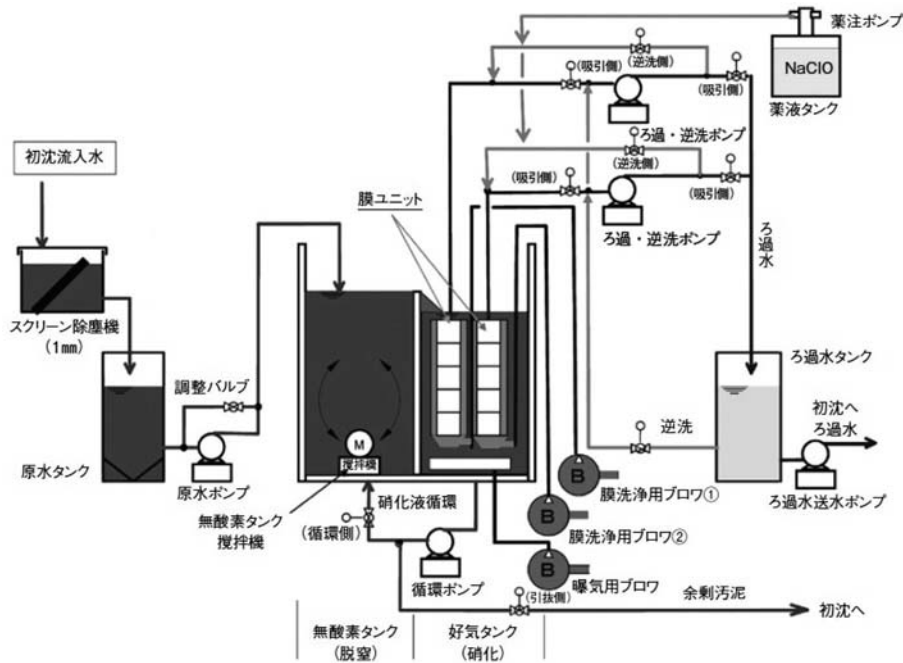 薬注ポンプ
NaClO
薬液タンク
(吸引側)
(逆洗側)
(吸引側)
ろ過・逆洗ポンプ
(吸引側)
(逆洗側)
(吸引側)
ろ過・逆洗ポンプ
ろ過水
初沈流入水
膜ユニット
スクリーン除塵機
(1mm)
調整バルブ
原水タンク
原水ポンプ
M
撹拌機
無酸素タンク
撹拌機
硝化液循環
(循環側)
循環ポンプ
逆洗
ろ過水タンク
初沈へ
ろ過水
ろ過水送水ポンプ
B
膜洗浄用ブロワ①
B
膜洗浄用ブロワ②
B
曝気用ブロワ
(引抜側)
余剰汚泥
初沈へ
無酸素タンク
(脱窒)
好気タンク
(硝化)